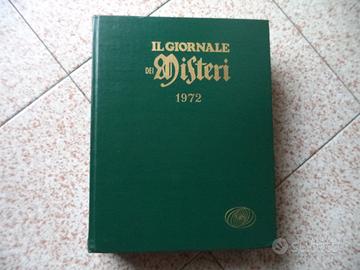 IL GIORNALE
DEI Misteri
1972